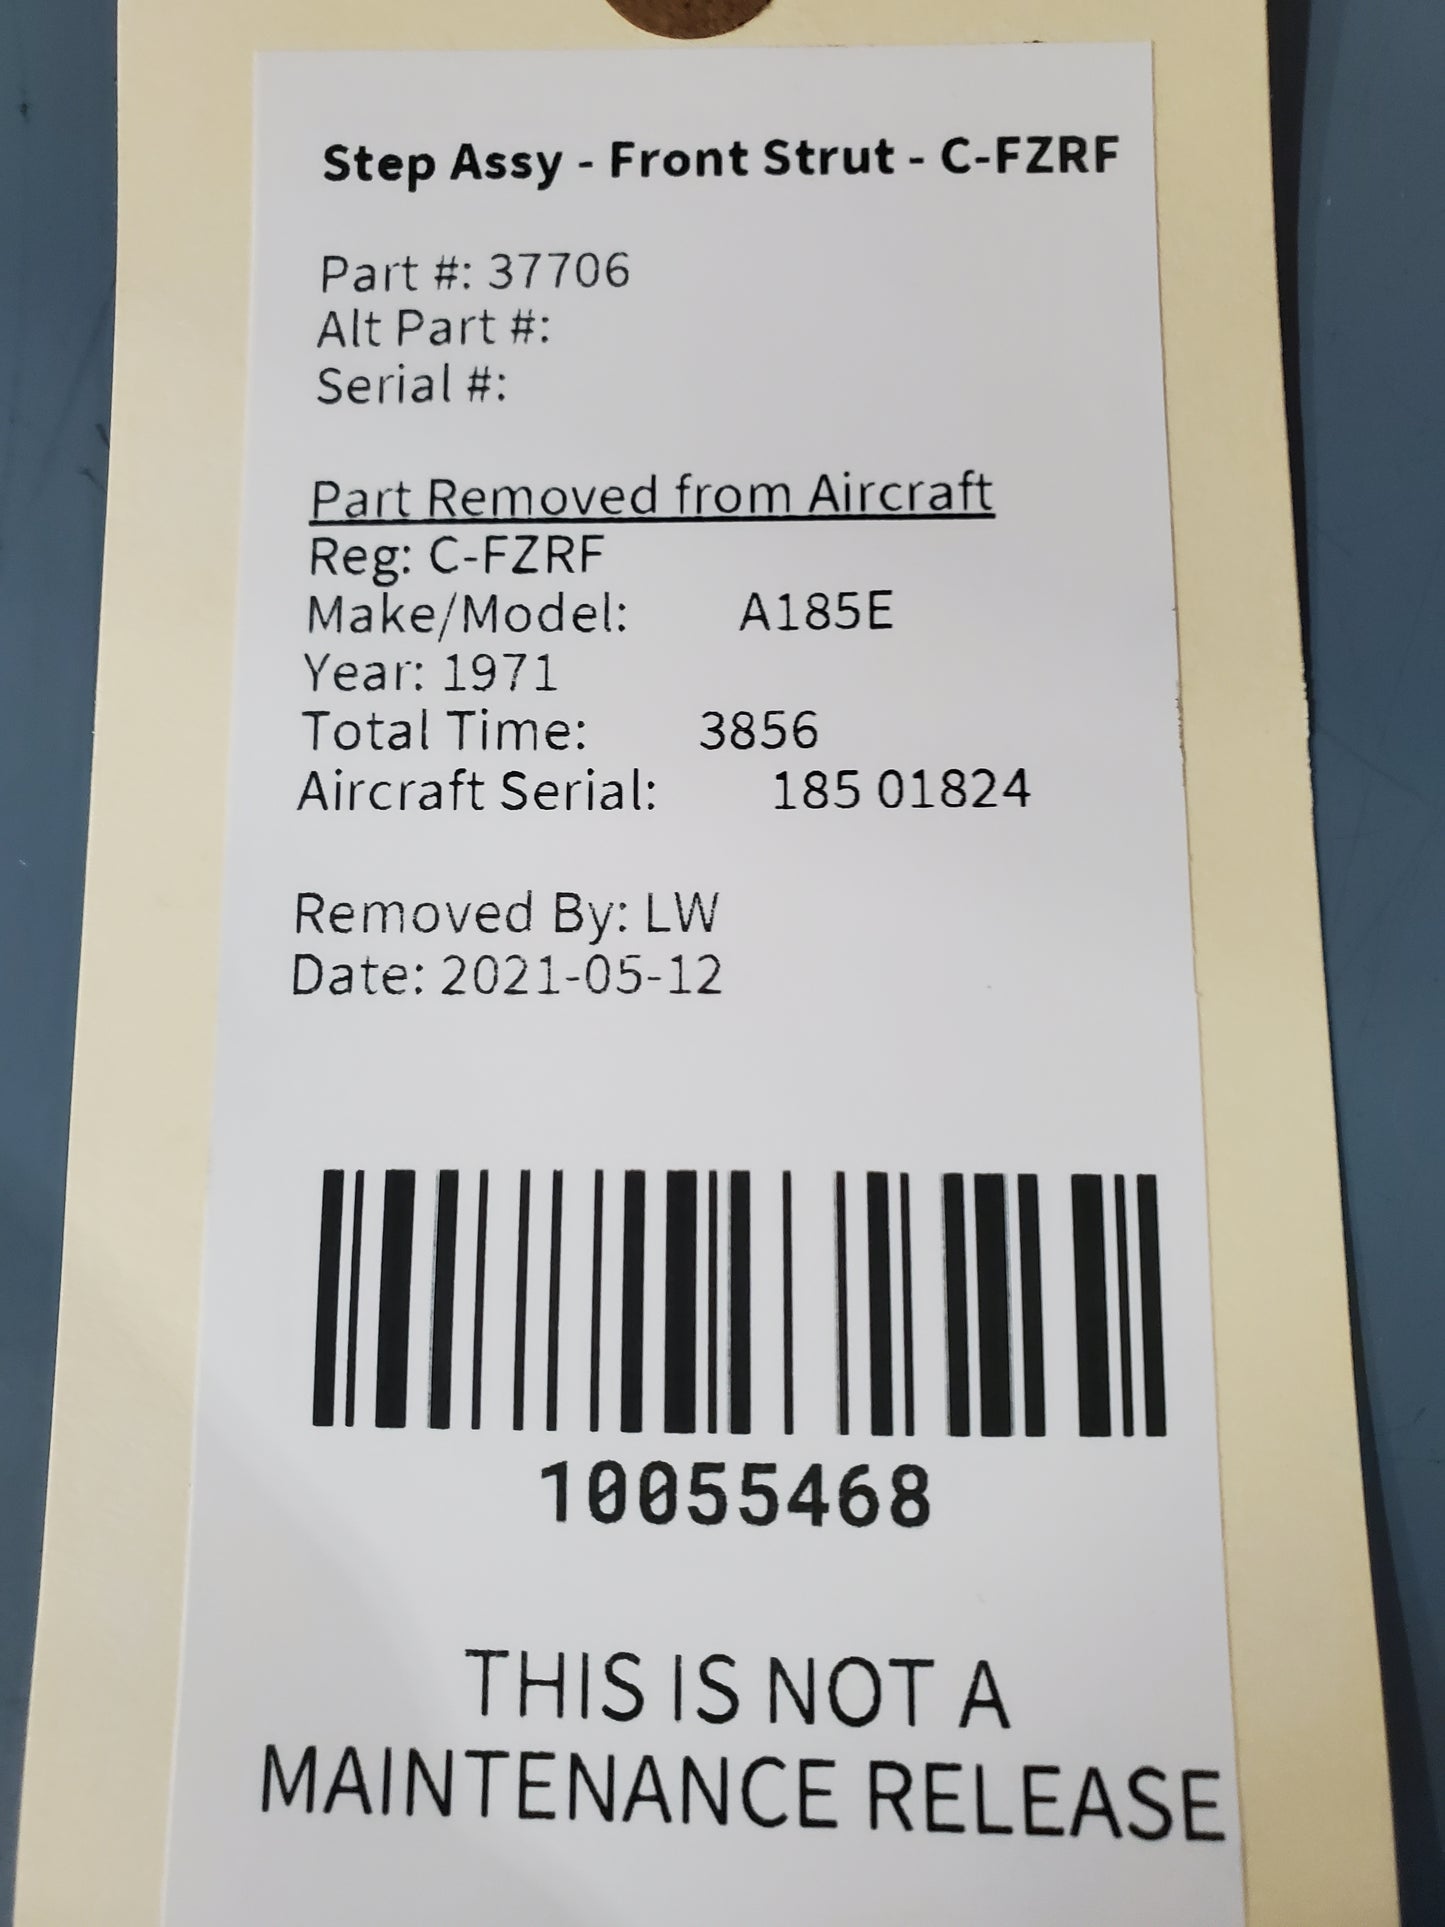 Step Assy - Front Strut - C-FZRF
Part #: 37706
Alt Part #:
Serial #:
Part Removed from Aircraft
Reg: C-FZRF
Make/Model: A185E
Year: 1971
Total Time: 3856
Aircraft Serial: 185 01824
Removed By: LW
Date: 2021-05-12
10055468
THIS IS NOT A
MAINTENANCE RELEASE